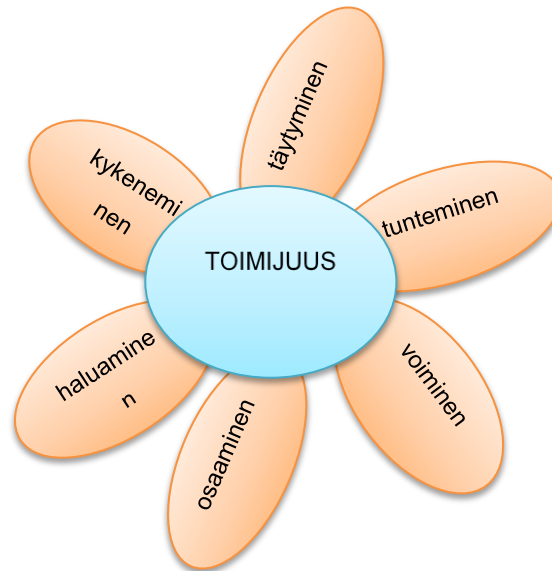 täytyminen
kykenemi
nen
tunteminen
TOIMIJUUS
haluamine
n
voiminen
osaaminen